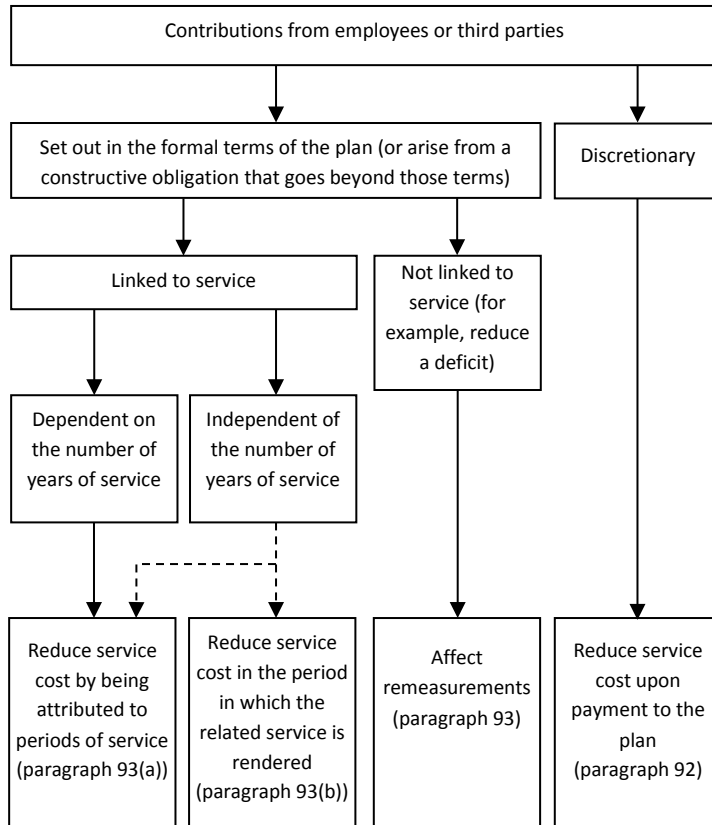 Contributions from employees or third parties
Set out in the formal terms of the plan (or arise from a
constructive obligation that goes beyond those terms)
Discretionary
Linked to service
Not linked to
service (for
example, reduce
a deficit)
Dependent on
the number of
years of service
Independent of
the number of
years of service
Reduce service
cost by being
attributed to
periods of service
(paragraph 93(a))
Reduce service
cost in the period
in which the
related service is
rendered
(paragraph 93(b))
Affect
remeasurements
(paragraph 93)
Reduce service
cost upon
payment to the
plan
(paragraph 92)